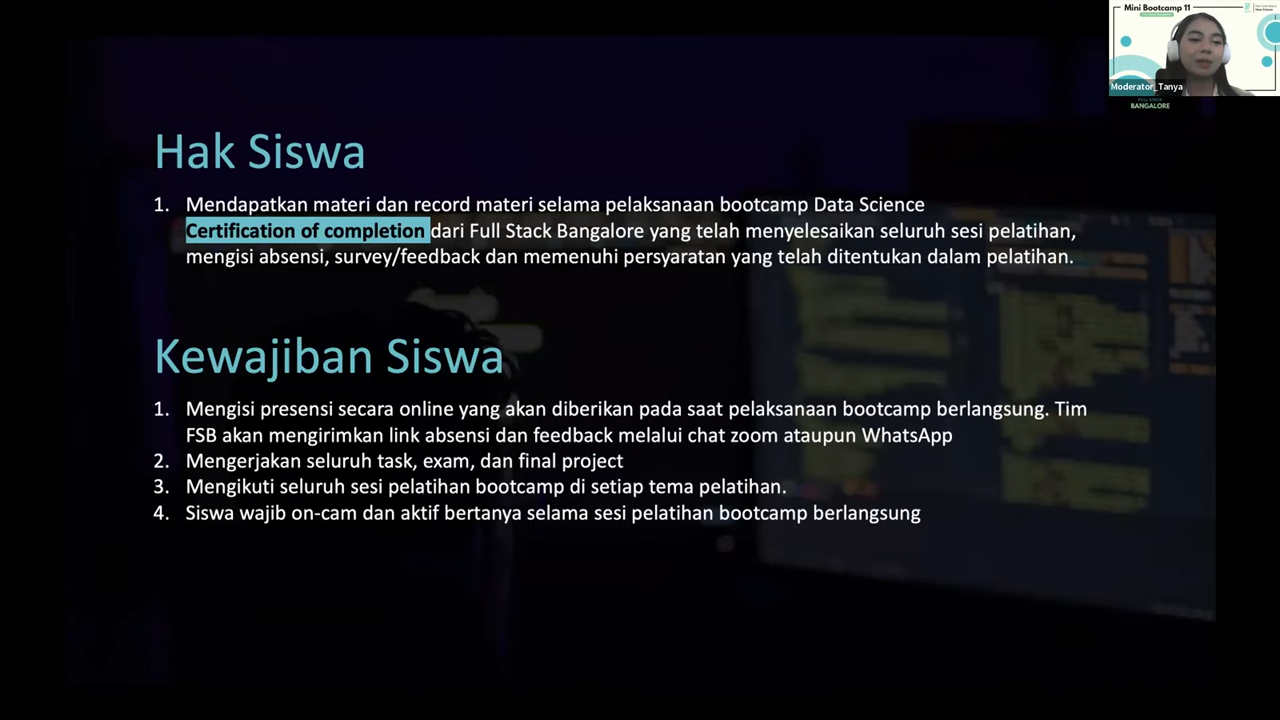 Mini Bootcamp 11
Moderator_Tanya
BANGALORE
Hak Siswa
1. Mendapatkan materi dan record materi selama pelaksanaan bootcamp Data Science
Certification of completion dari Full Stack Bangalore yang telah menyelesaikan seluruh sesi pelatihan,
mengisi absensi, survey/feedback dan memenuhi persyaratan yang telah ditentukan dalam pelatihan.
Kewajiban Siswa
1. Mengisi presensi secara online yang akan diberikan pada saat pelaksanaan bootcamp berlangsung. Tim
FSB akan mengirimkan link absensi dan feedback melalui chat zoom ataupun WhatsApp
2. Mengerjakan seluruh task, exam, dan final project
3. Mengikuti seluruh sesi pelatihan bootcamp di setiap tema pelatihan.
4. Siswa wajib on-cam dan aktif bertanya selama sesi pelatihan bootcamp berlangsung